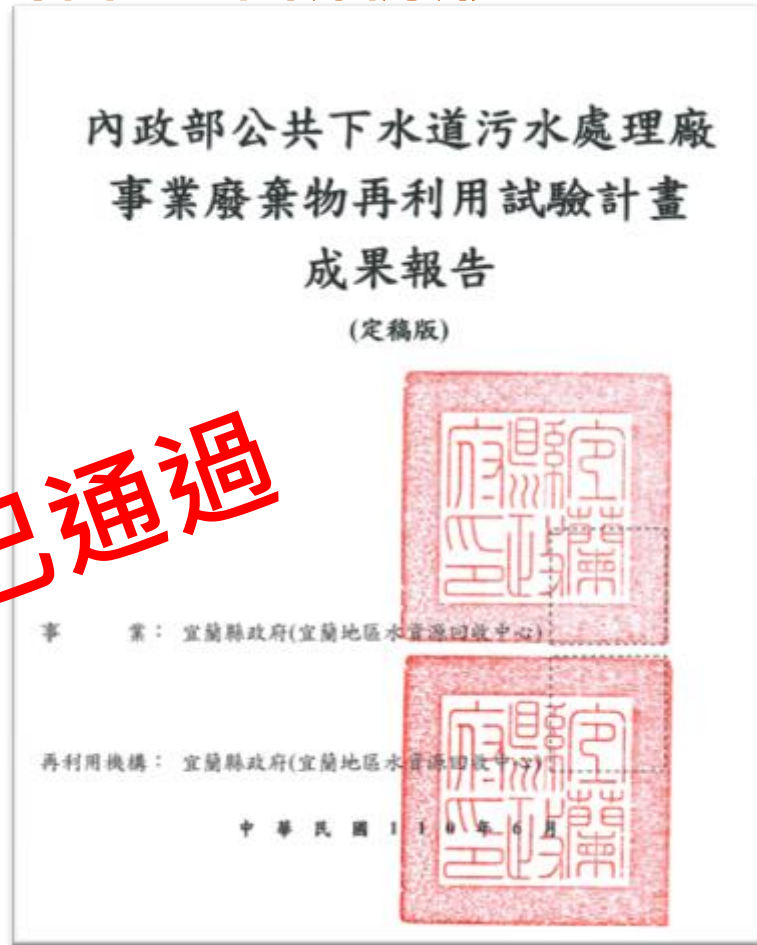 內政部公共下水道污水處理廠
事業廢棄物再利用試驗計畫
成果報告
(定稿版)
已通過
宜蘭縣政府印
事 業：宜蘭縣政府(宜蘭地區水資源回收中心)
宜蘭縣政府印
再利用機構：宜蘭縣政府(宜蘭地區水資源回收中心)
中華民國110年6月